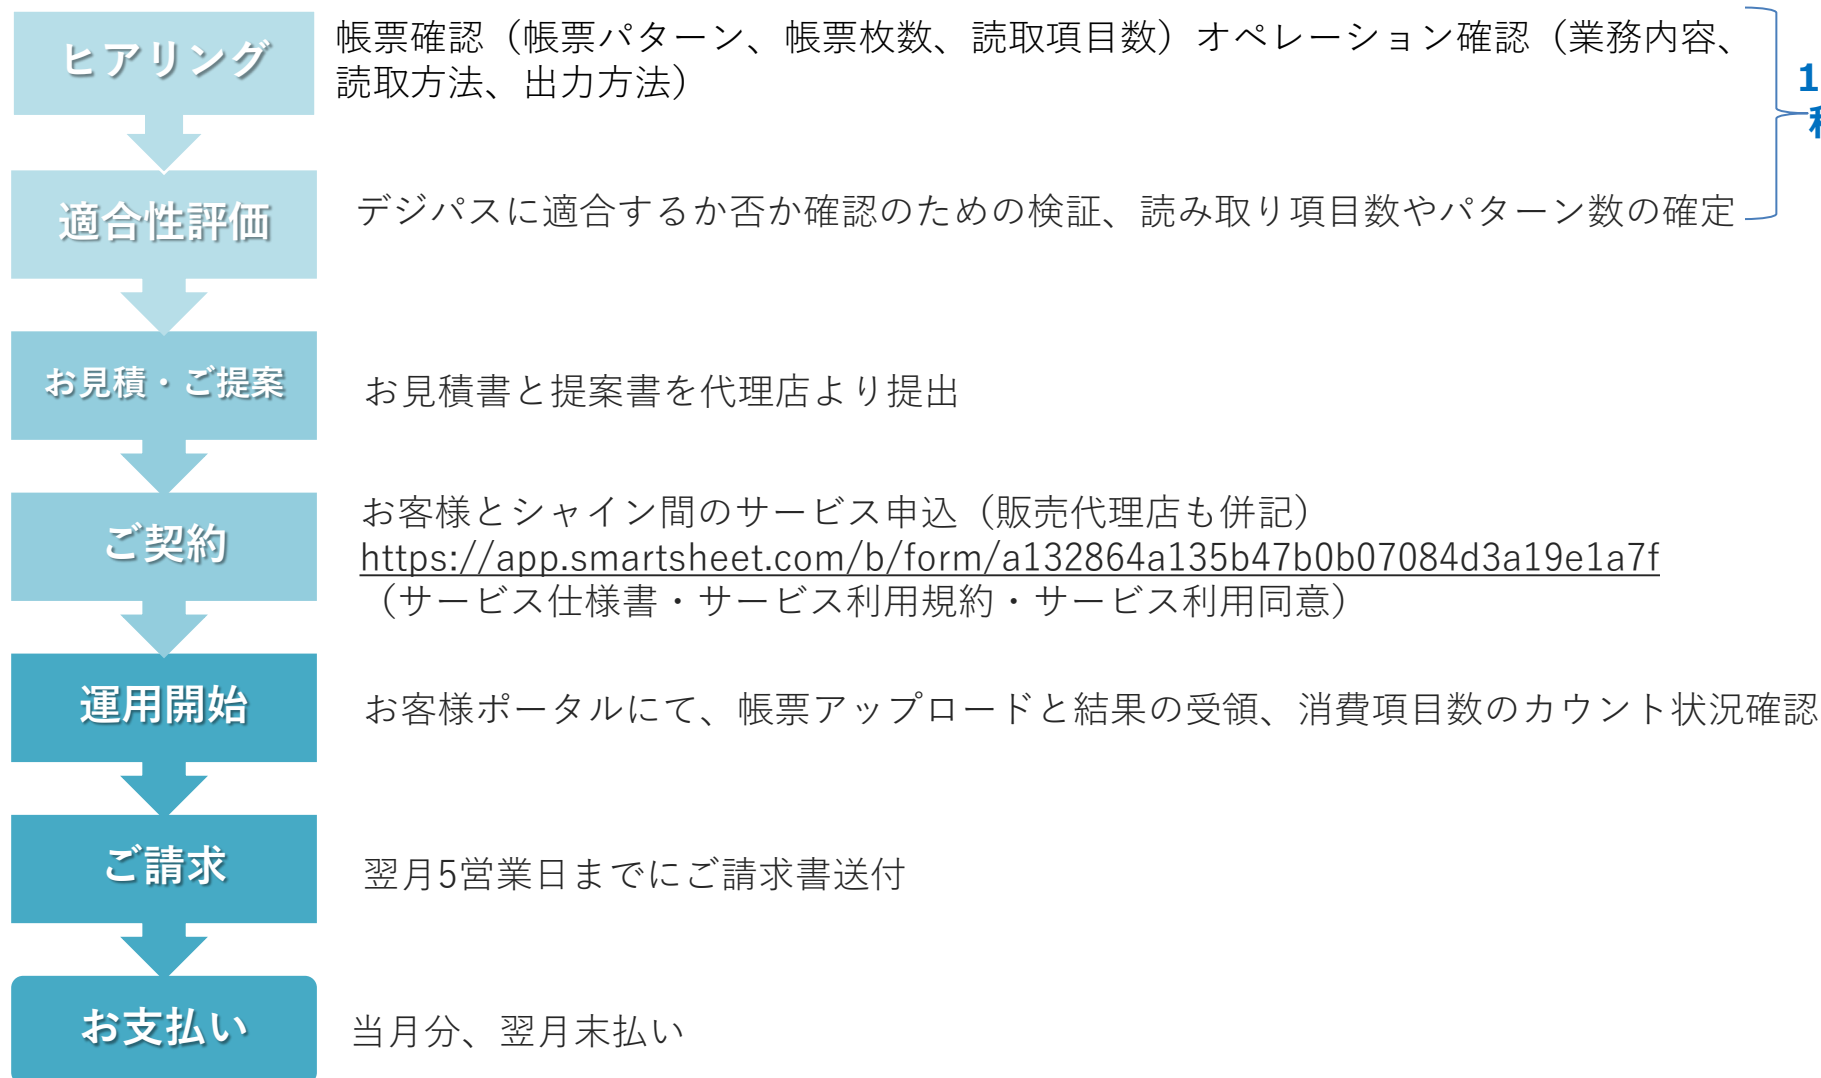 ヒアリング
帳票確認（帳票パターン、帳票枚数、読取項目数）オペレーション確認（業務内容、
読取方法、出力方法）
1
適合性評価
デジパスに適合するか否か確認のための検証、読み取り項目数やパターン数の確定
お見積・ご提案
お見積書と提案書を代理店より提出
ご契約
お客様とシャイン間のサービス申込（販売代理店も併記）
https://app.smartsheet.com/b/form/a132864a135b47b0b07084d3a19e1a7f
（サービス仕様書・サービス利用規約・サービス利用同意）
運用開始
お客様ポータルにて、帳票アップロードと結果の受領、消費項目数のカウント状況確認
ご請求
翌月5営業日までにご請求書送付
お支払い
当月分、翌月末払い